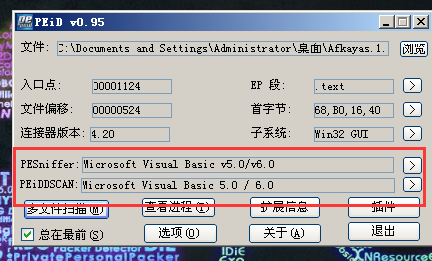 PEiD v0.95
文件: C:\Documents and Settings\Administrator\桌面\Afkayas.1. 浏览
入口点: 00001124 EP 段: .text >
文件偏移: 00000524 首字节: 68,B0,16,40 >
连接器版本: 4.20 子系统: Win32 GUI >
PESniffer: Microsoft Visual Basic v5.0/v6.0 >
PEiDDSCAN: Microsoft Visual Basic 5.0 / 6.0 >
多文件扫描(M) 查看进程(T) 扩展信息 插件
总在最前(S) 选项(O) 关于(A) 退出
PrivatePersonalPacker